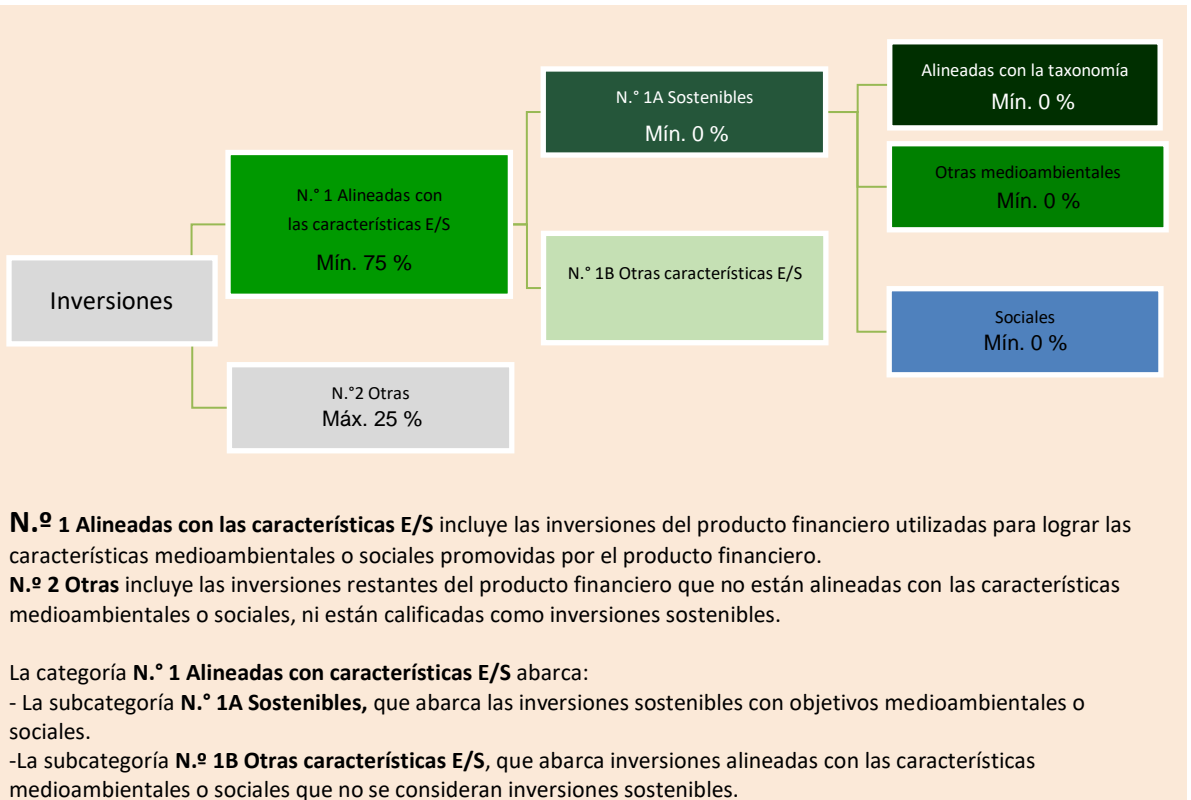 Inversiones
N.° 1 Alineadas con
las características E/S
Mín. 75 %
N.°2 Otras
Máx. 25 %
N.° 1A Sostenibles
Mín. 0 %
N.° 1B Otras características E/S
Alineadas con la taxonomía
Mín. 0 %
Otras medioambientales
Mín. 0 %
Sociales
Mín. 0 %
N.º 1 Alineadas con las características E/S incluye las inversiones del producto financiero utilizadas para lograr las
características medioambientales o sociales promovidas por el producto financiero.
N.º 2 Otras incluye las inversiones restantes del producto financiero que no están alineadas con las características
medioambientales o sociales, ni están calificadas como inversiones sostenibles.
La categoría N.° 1 Alineadas con características E/S abarca:
- La subcategoría N.° 1A Sostenibles, que abarca las inversiones sostenibles con objetivos medioambientales o
sociales.
-La subcategoría N.º 1B Otras características E/S, que abarca inversiones alineadas con las características
medioambientales o sociales que no se consideran inversiones sostenibles.